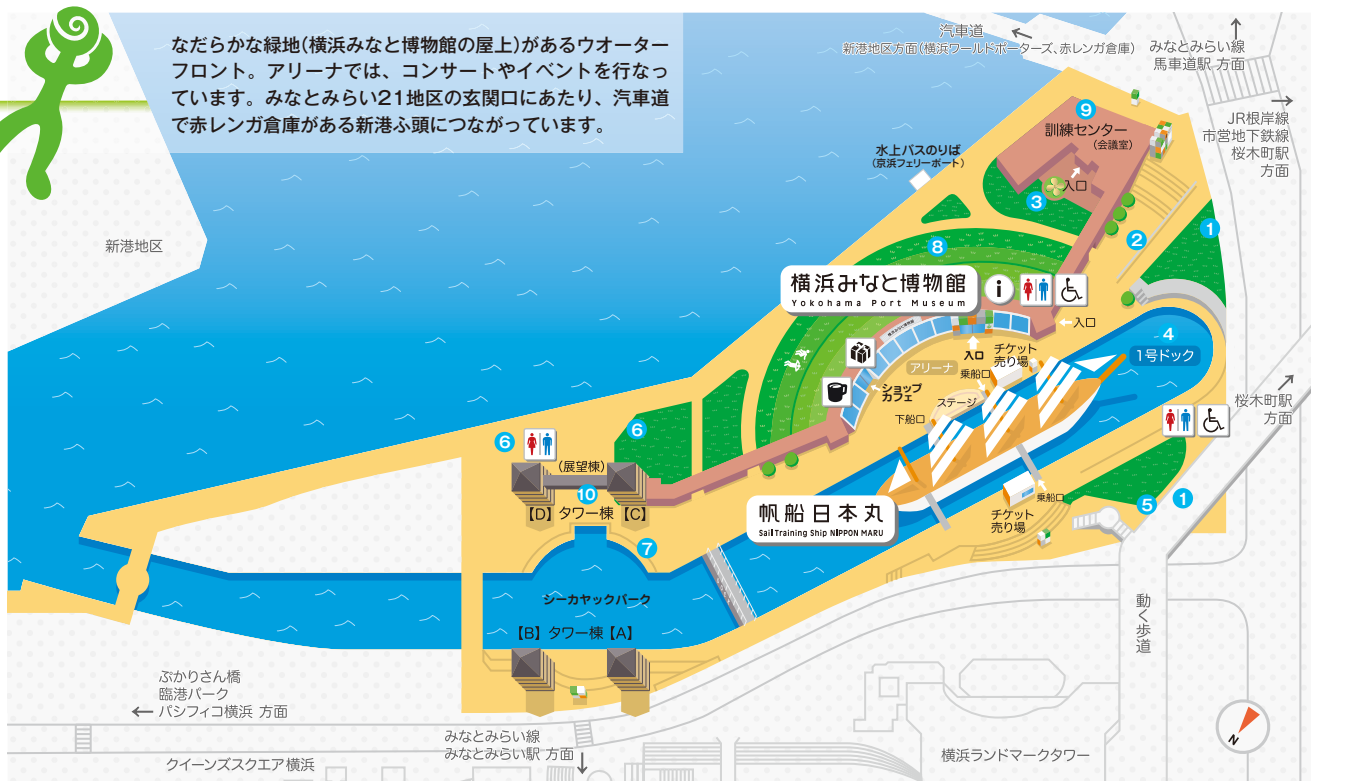 なだらかな緑地(横浜みなと博物館の屋上)があるウオーター
フロント。アリーナでは、コンサートやイベントを行なっ
ています。みなとみらい21地区の玄関口にあたり、汽車道
で赤レンガ倉庫がある新港ふ頭につながっています。
汽車道
新港地区方面(横浜ワールドポーターズ、赤レンガ倉庫)
みなとみらい線
馬車道駅 方面
JR根岸線
市営地下鉄線
桜木町駅
方面
水上バスのりば
(京浜フェリーボート)
9
訓練センター
(会議室)
入口
3
2
1
新港地区
8
横浜みなと博物館
Yokohama Port Museum
i
入口
4
1号ドック
入口
チケット
売り場
アリーナ
乗船口
ショップ
カフェ
ステージ
下船口
桜木町駅
方面
6
6
(展望棟)
10
【D】 タワー棟 【C】
帆船日本丸
Sail Training Ship NIPPON MARU
乗船口
チケット
売り場
5
1
7
シーカヤックパーク
【B】 タワー棟 【A】
動く歩道
ぷかりさん橋
臨港パーク
パシフィコ横浜 方面
みなとみらい線
みなとみらい駅 方面
クイーンズスクエア横浜
横浜ランドマークタワー
N